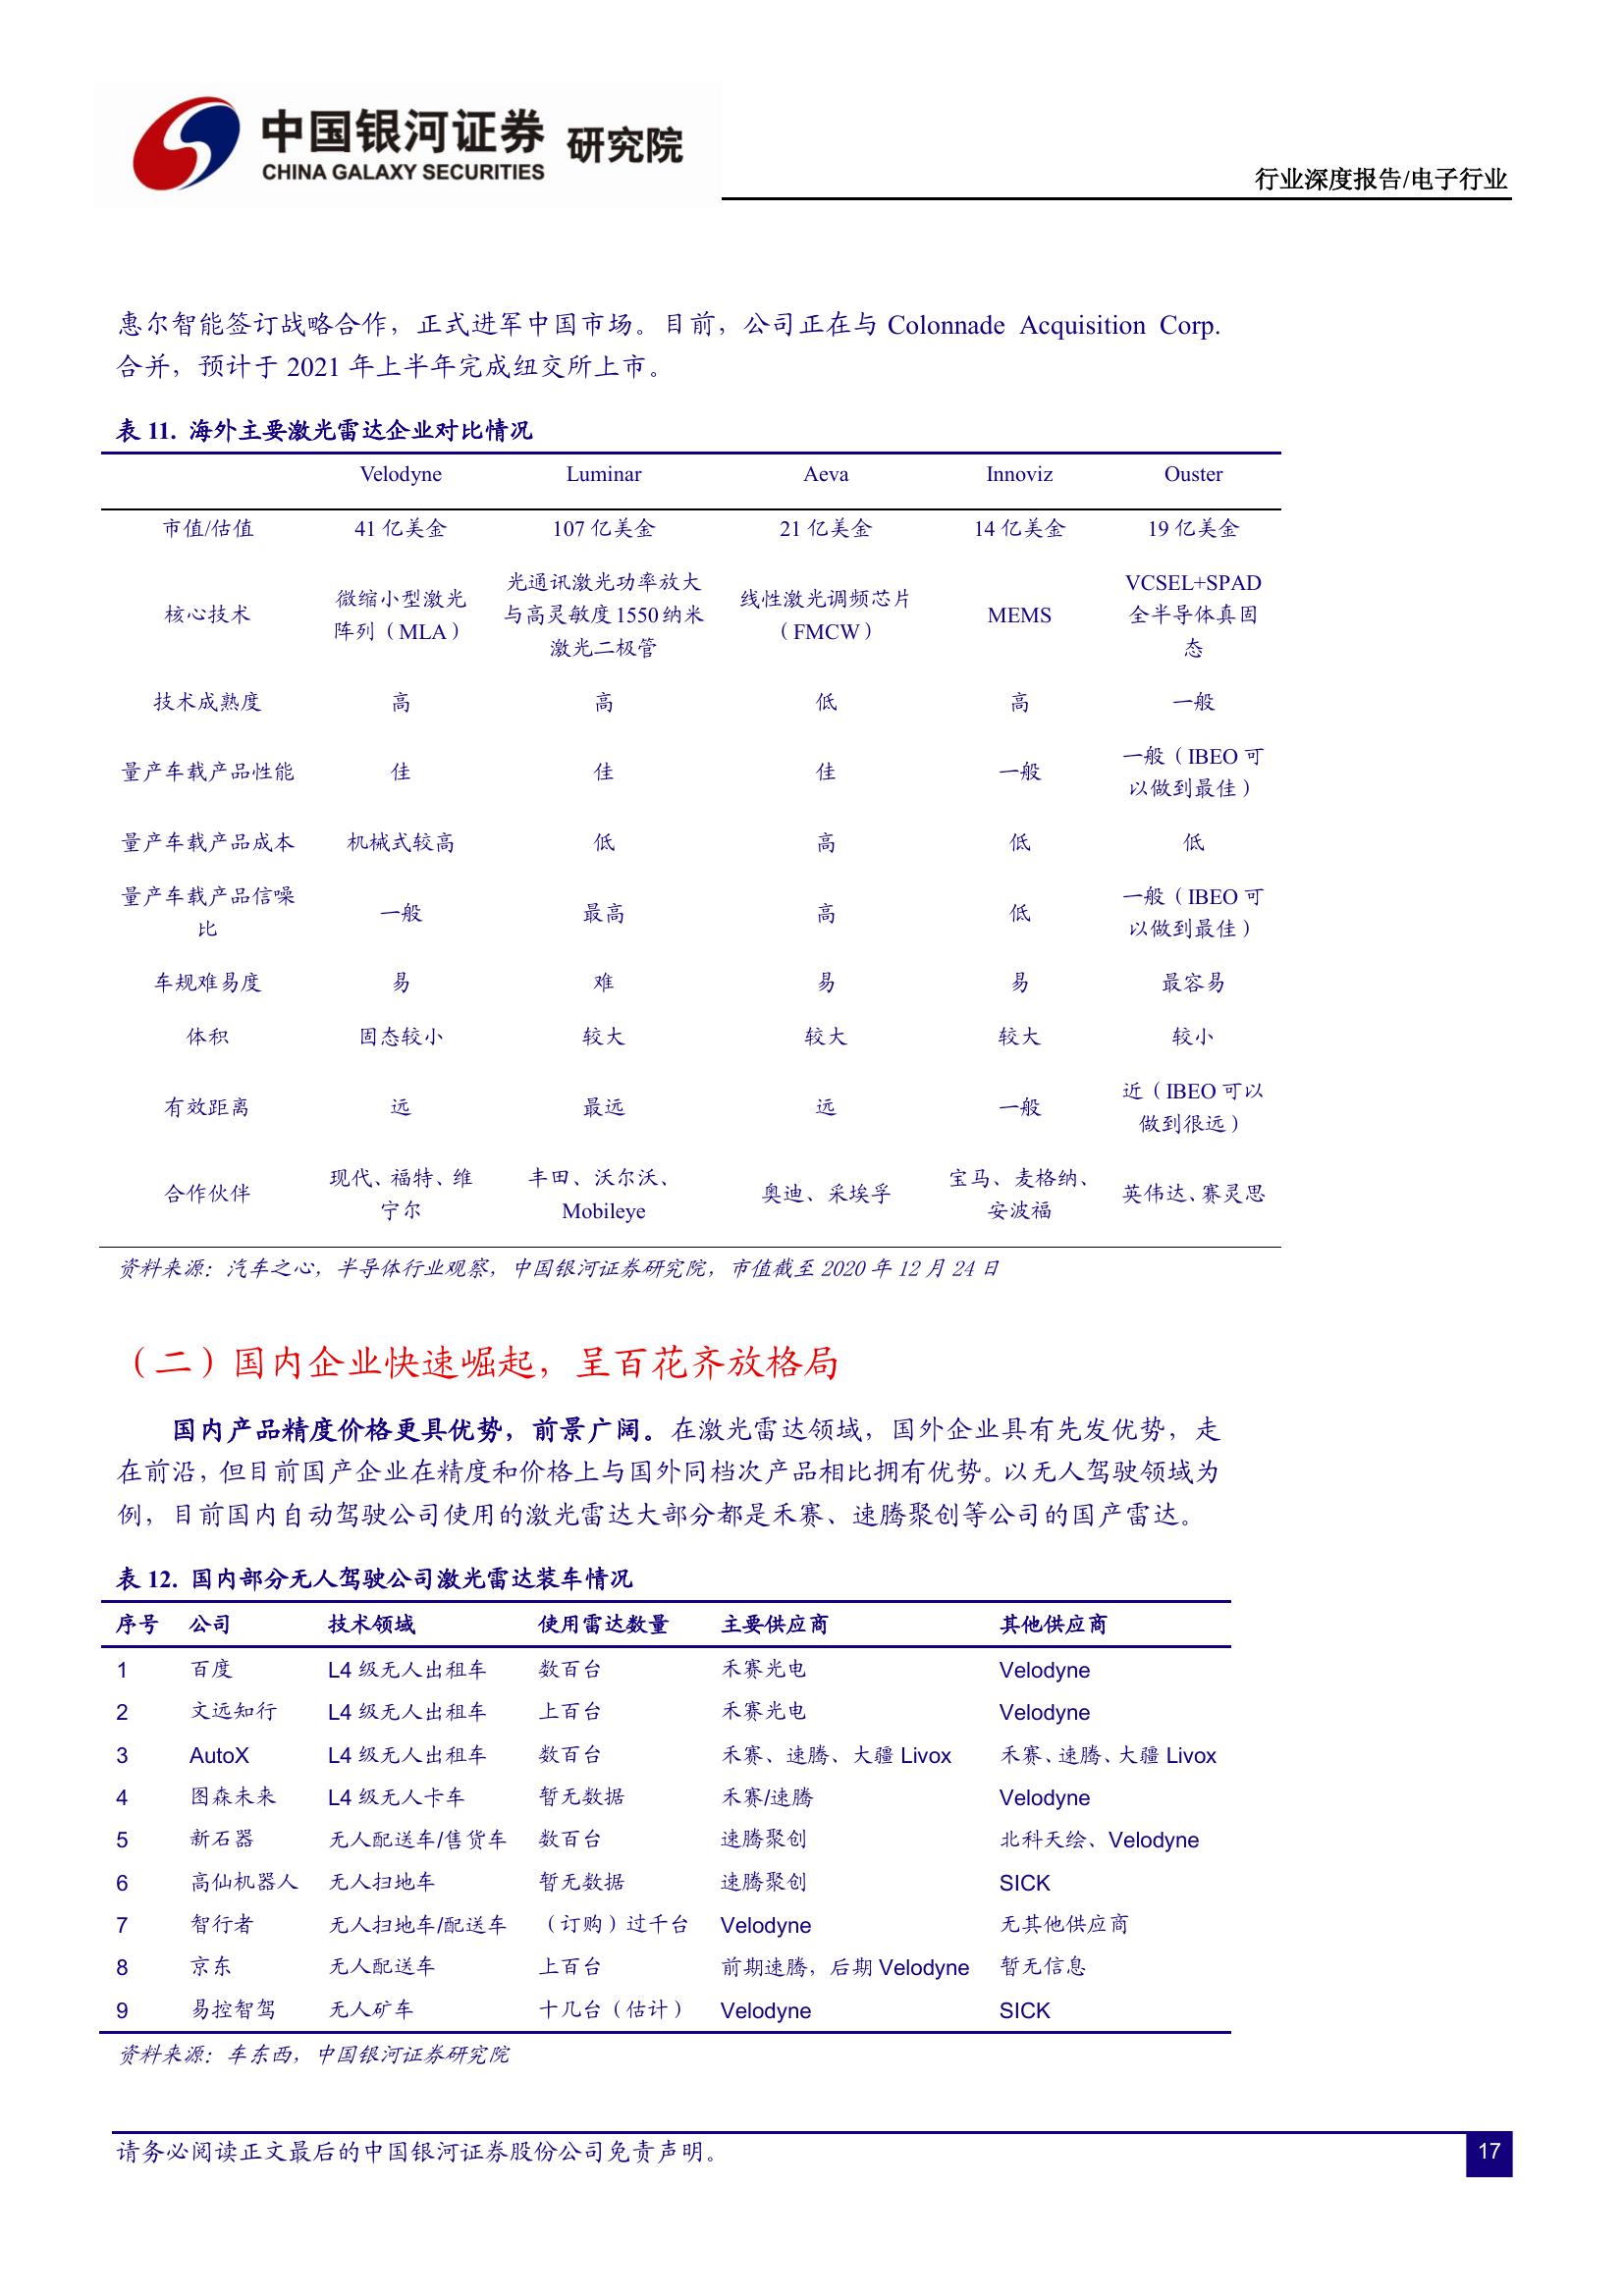 中国银河证券 研究院
CHINA GALAXY SECURITIES
行业深度报告/电子行业
惠尔智能签订战略合作，正式进军中国市场。目前，公司正在与 Colonnade Acquisition Corp.
合并，预计于 2021 年上半年完成纽交所上市。
表 11. 海外主要激光雷达企业对比情况
Velodyne Luminar Aeva Innoviz Ouster
市值/估值 41 亿美金 107 亿美金 21 亿美金 14 亿美金 19 亿美金
核心技术 微缩小型激光阵列（MLA） 光通讯激光功率放大与高灵敏度1550纳米激光二极管 线性激光调频芯片（FMCW） MEMS VCSEL+SPAD全半导体真固态
技术成熟度 高 高 低 高 一般
量产车载产品性能 佳 佳 佳 一般 一般（IBEO 可以做到最佳）
量产车载产品成本 机械式较高 低 高 低 低
量产车载产品信噪比 一般 最高 高 低 一般（IBEO 可以做到最佳）
车规难易度 易 难 易 易 最容易
体积 固态较小 较大 较大 较大 较小
有效距离 远 最远 远 一般 近（IBEO 可以做到很远）
合作伙伴 现代、福特、维宁尔 丰田、沃尔沃、Mobileye 奥迪、采埃孚 宝马、麦格纳、安波福 英伟达、赛灵思
资料来源：汽车之心，半导体行业观察，中国银河证券研究院，市值截至 2020 年 12 月 24 日
（二）国内企业快速崛起，呈百花齐放格局
国内产品精度价格更具优势，前景广阔。在激光雷达领域，国外企业具有先发优势，走
在前沿，但目前国产企业在精度和价格上与国外同档次产品相比拥有优势。以无人驾驶领域为
例，目前国内自动驾驶公司使用的激光雷达大部分都是禾赛、速腾聚创等公司的国产雷达。
表 12. 国内部分无人驾驶公司激光雷达装车情况
序号 公司 技术领域 使用雷达数量 主要供应商 其他供应商
1 百度 L4 级无人出租车 数百台 禾赛光电 Velodyne
2 文远知行 L4 级无人出租车 上百台 禾赛光电 Velodyne
3 AutoX L4 级无人出租车 数百台 禾赛、速腾、大疆 Livox 禾赛、速腾、大疆 Livox
4 图森未来 L4 级无人卡车 暂无数据 禾赛/速腾 Velodyne
5 新石器 无人配送车/售货车 数百台 速腾聚创 北科天绘、Velodyne
6 高仙机器人 无人扫地车 暂无数据 速腾聚创 SICK
7 智行者 无人扫地车/配送车 （订购）过千台 Velodyne 无其他供应商
8 京东 无人配送车 上百台 前期速腾，后期 Velodyne 暂无信息
9 易控智驾 无人矿车 十几台（估计） Velodyne SICK
资料来源：车东西，中国银河证券研究院
请务必阅读正文最后的中国银河证券股份公司免责声明。
17